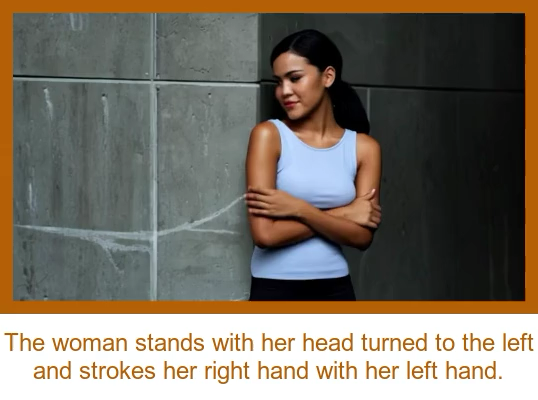 The woman stands with her head turned to the left
and strokes her right hand with her left hand.